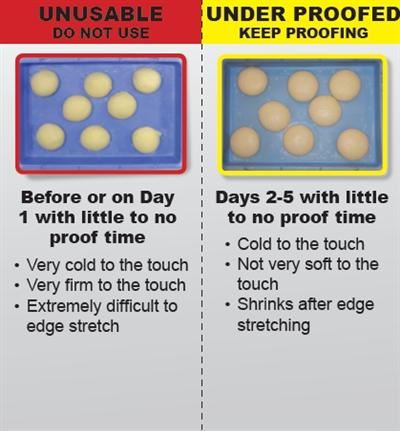 UNUSABLE
DO NOT USE
Before or on Day
1 with little to no
proof time
• Very cold to the touch
• Very firm to the touch
• Extremely difficult to
edge stretch
UNDER PROOFED
KEEP PROOFING
Days 2-5 with little
to no proof time
• Cold to the touch
• Not very soft to the
touch
• Shrinks after edge
stretching